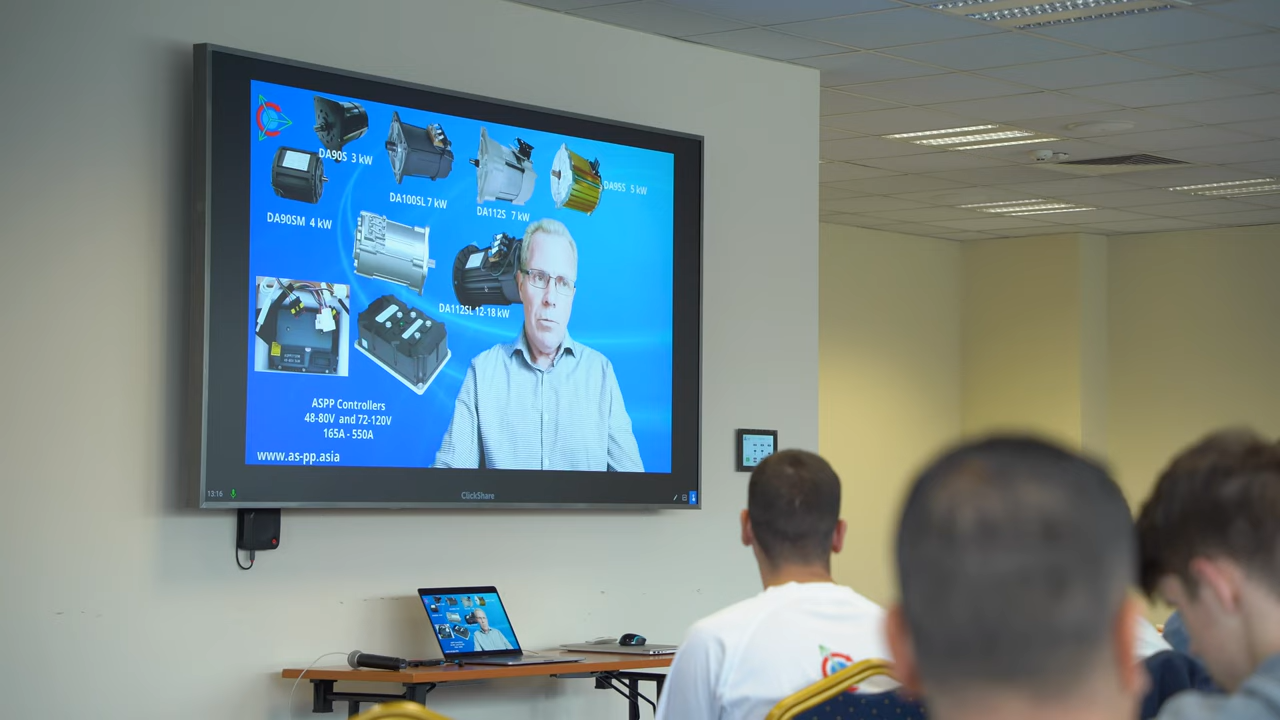 DA90S 3 kW
DA90SM 4 kW
DA100SL 7 kW
DA112S 7 kW
DA95S 5 kW
DA112SL 12-18 kW
ASPP Controllers
48-80V and 72-120V
165A - 550A
www.as-pp.asia
13:16
ClickShare